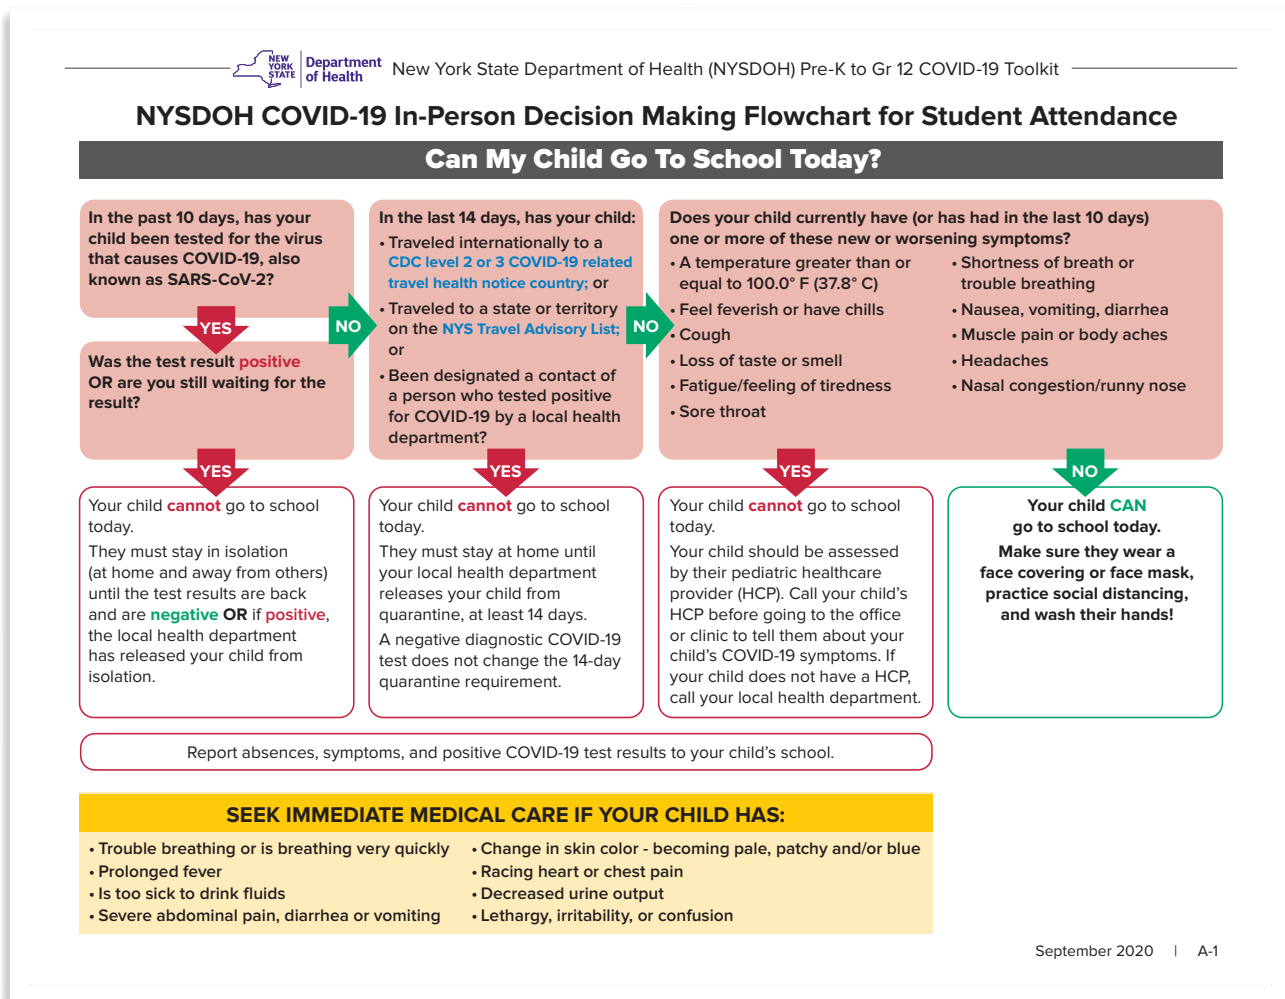 NEW
YORK
STATE
Department
of Health
New York State Department of Health (NYSDOH) Pre-K to Gr 12 COVID-19 Toolkit
NYSDOH COVID-19 In-Person Decision Making Flowchart for Student Attendance
Can My Child Go To School Today?
In the past 10 days, has your
child been tested for the virus
that causes COVID-19, also
known as SARS-CoV-2?
YES
Was the test result positive
OR are you still waiting for the
result?
NO
In the last 14 days, has your child:
• Traveled internationally to a
CDC level 2 or 3 COVID-19 related
travel health notice country; or
• Traveled to a state or territory
on the NYS Travel Advisory List;
or
• Been designated a contact of
a person who tested positive
for COVID-19 by a local health
department?
NO
Does your child currently have (or has had in the last 10 days)
one or more of these new or worsening symptoms?
• A temperature greater than or
equal to 100.0° F (37.8° C)
• Feel feverish or have chills
• Cough
• Loss of taste or smell
• Fatigue/feeling of tiredness
• Sore throat
• Shortness of breath or
trouble breathing
• Nausea, vomiting, diarrhea
• Muscle pain or body aches
• Headaches
• Nasal congestion/runny nose
YES
Your child cannot go to school
today.
They must stay in isolation
(at home and away from others)
until the test results are back
and are negative OR if positive,
the local health department
has released your child from
isolation.
YES
Your child cannot go to school
today.
They must stay at home until
your local health department
releases your child from
quarantine, at least 14 days.
A negative diagnostic COVID-19
test does not change the 14-day
quarantine requirement.
YES
Your child cannot go to school
today.
Your child should be assessed
by their pediatric healthcare
provider (HCP). Call your child’s
HCP before going to the office
or clinic to tell them about your
child’s COVID-19 symptoms. If
your child does not have a HCP,
call your local health department.
NO
Your child CAN
go to school today.
Make sure they wear a
face covering or face mask,
practice social distancing,
and wash their hands!
Report absences, symptoms, and positive COVID-19 test results to your child’s school.
SEEK IMMEDIATE MEDICAL CARE IF YOUR CHILD HAS:
• Trouble breathing or is breathing very quickly
• Prolonged fever
• Is too sick to drink fluids
• Severe abdominal pain, diarrhea or vomiting
• Change in skin color - becoming pale, patchy and/or blue
• Racing heart or chest pain
• Decreased urine output
• Lethargy, irritability, or confusion
September 2020 | A-1